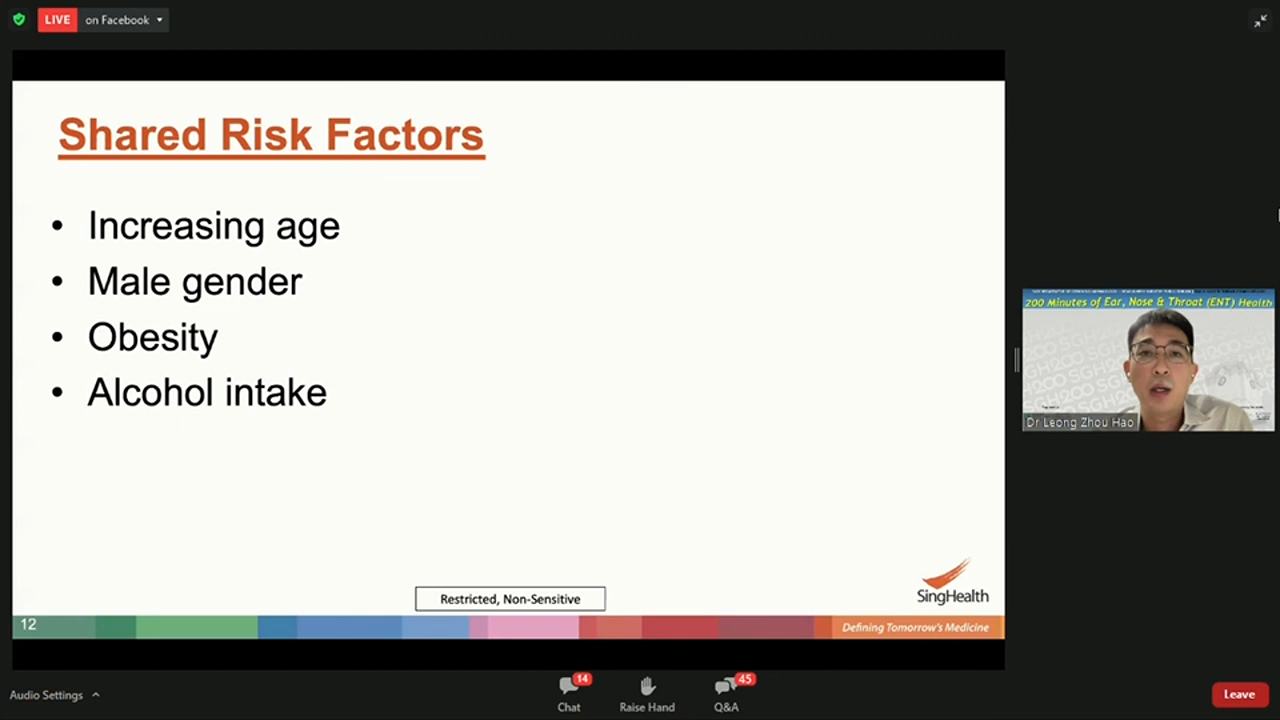 LIVE on Facebook
Shared Risk Factors
• Increasing age
• Male gender
• Obesity
• Alcohol intake
200 Minutes of Ear, Nose & Throat (ENT) Health
Dr Leong Zhou Hao
Restricted, Non-Sensitive
SingHealth
12
Defining Tomorrow's Medicine
Audio Settings
14
Chat
Raise Hand
45
Q&A
Leave